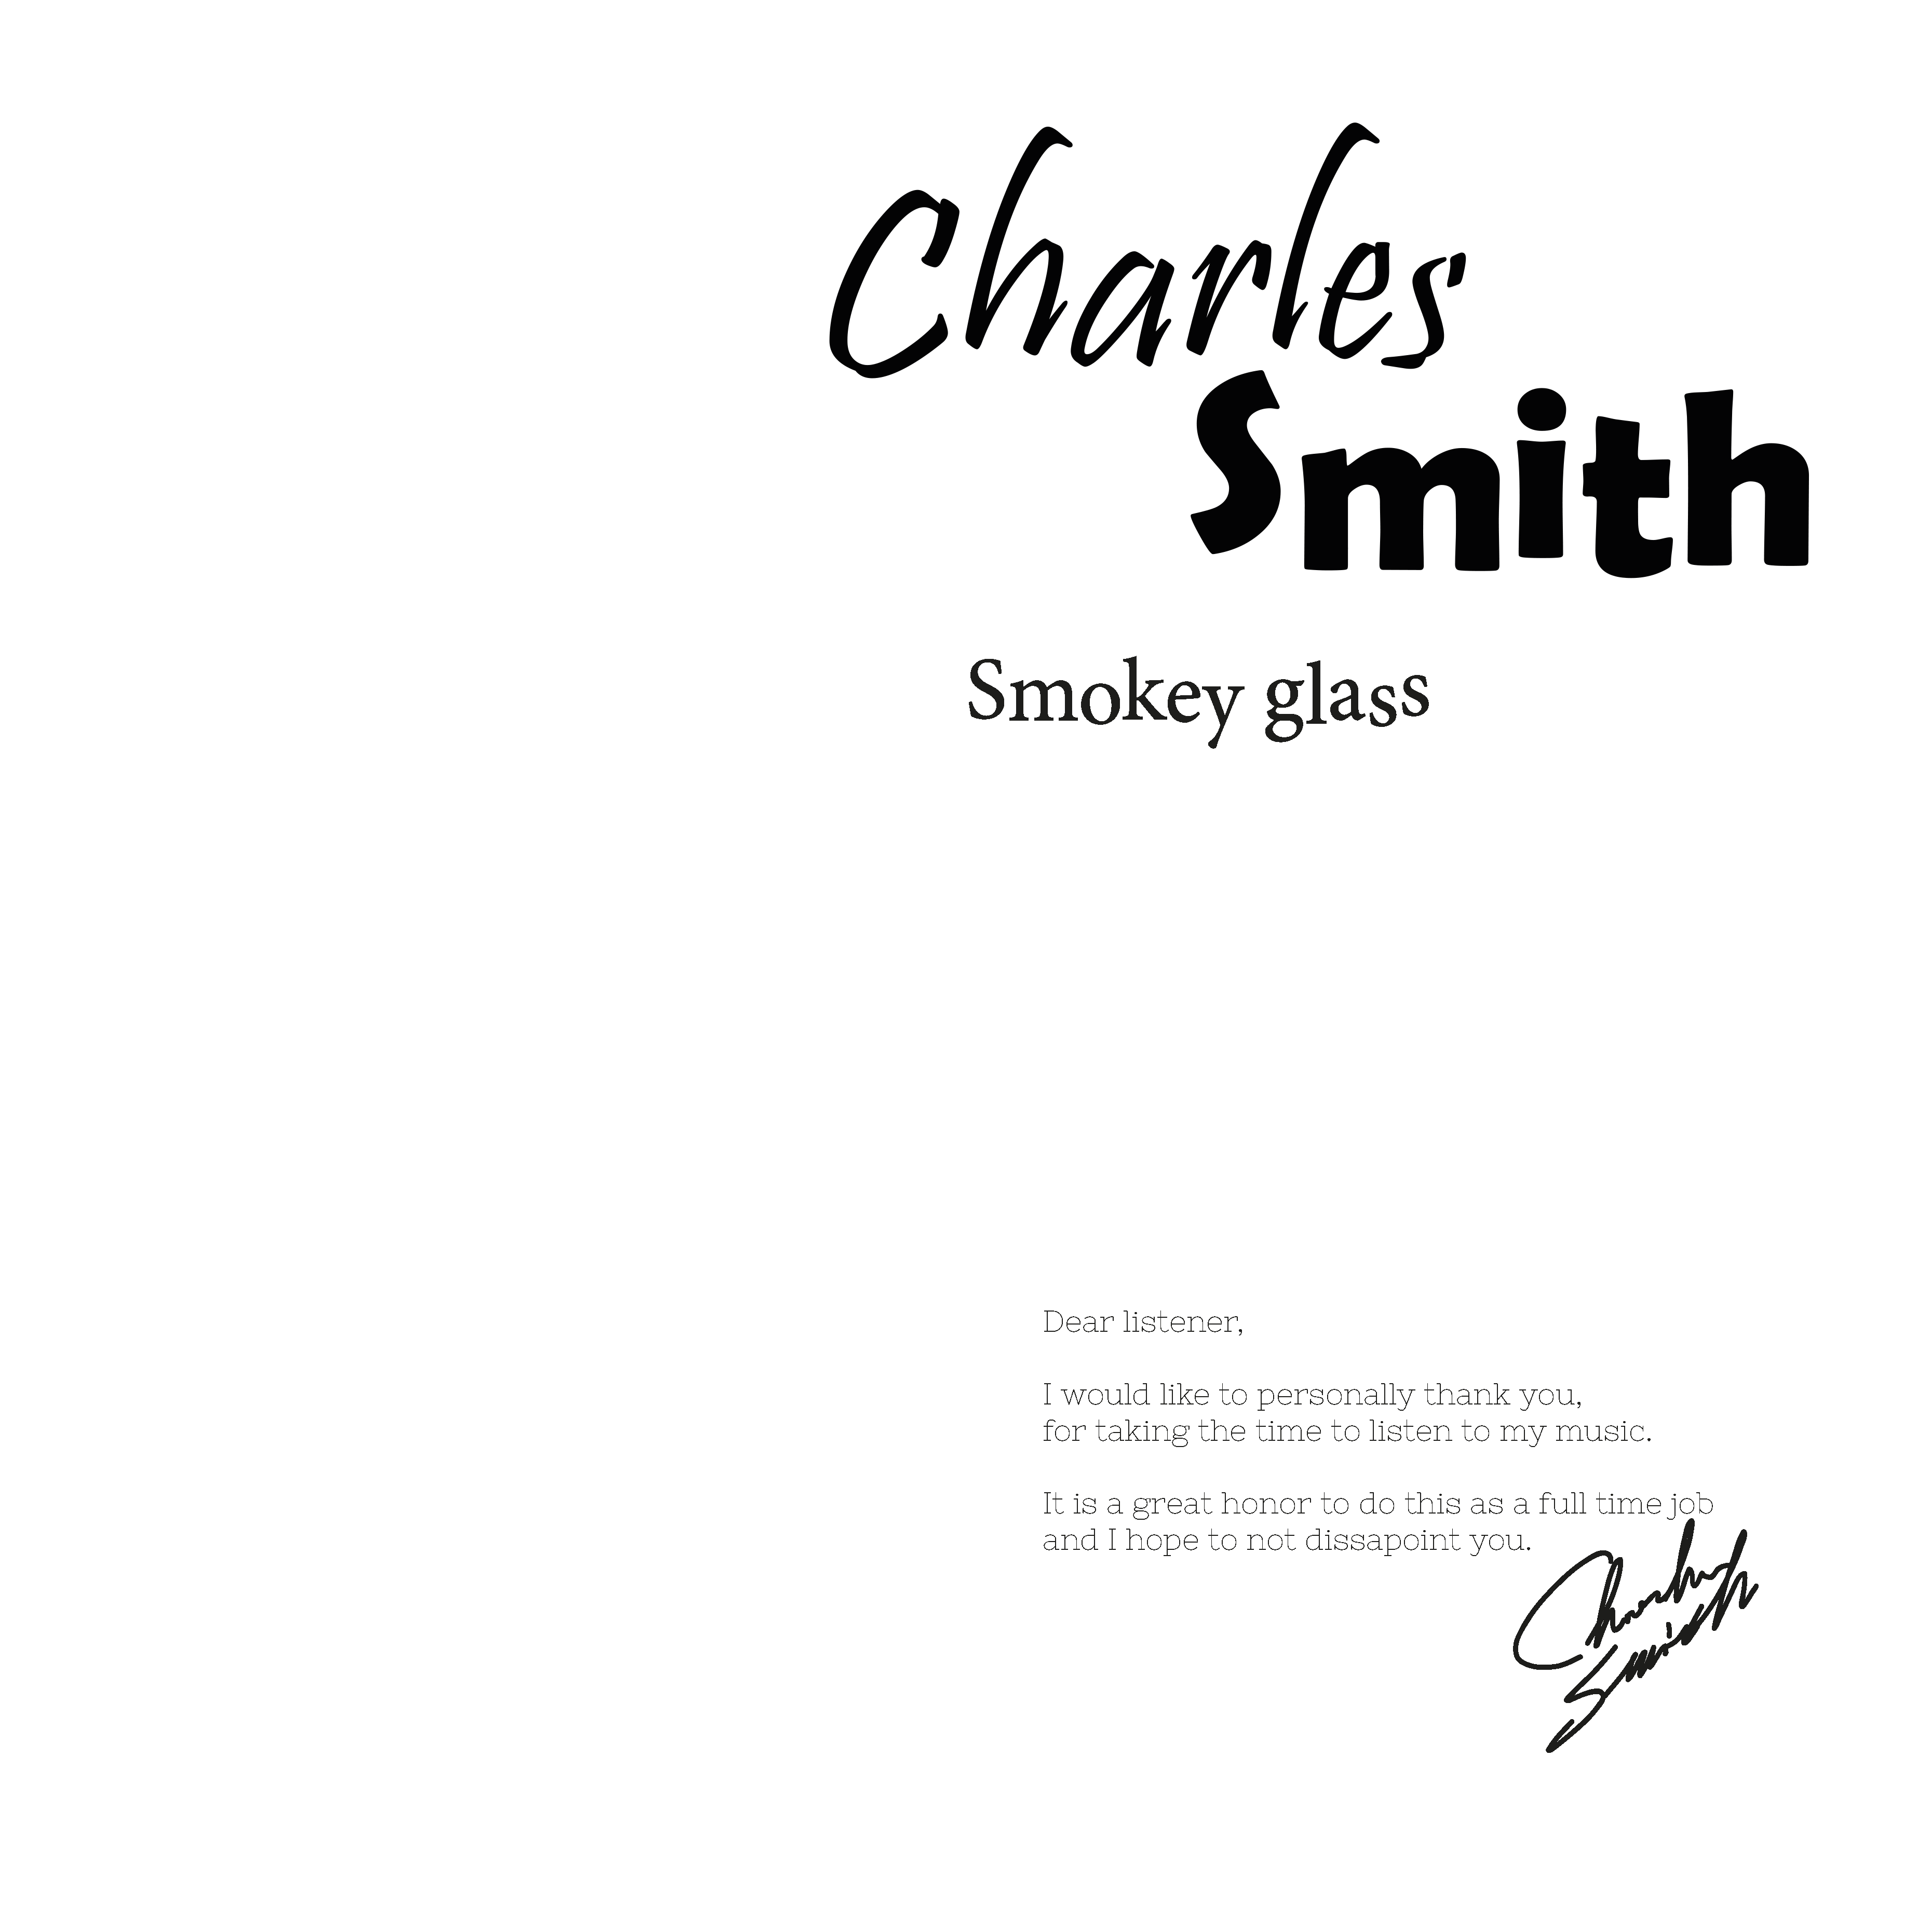 Charles
Smith
Smokey glass
Dear listener,
I would like to personally thank you,
for taking the time to listen to my music.
It is a great honor to do this as a full time job
and I hope to not dissapoint you.
Charles
Smith